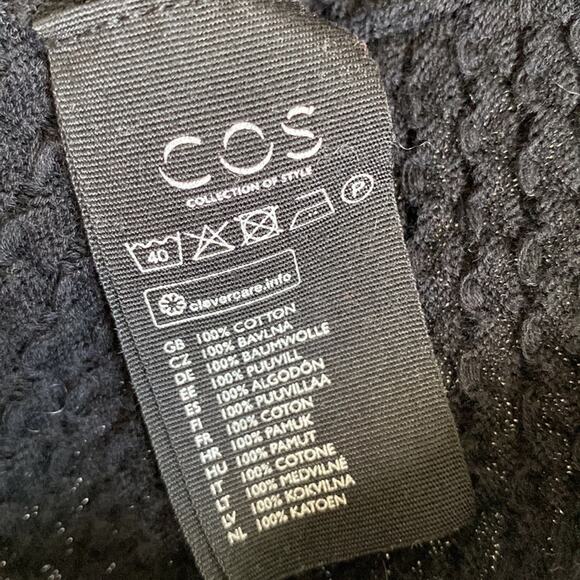 COS
COLLECTION OF STYLE
40 P
clevercare.info
GB 100% COTTON
CZ 100% BAVLNA
DE 100% BAUMWOLLE
EE 100% PUUVILL
ES 100% ALGODÓN
FI 100% PUUVILLAA
FR 100% COTON
HR 100% PAMUK
HU 100% PAMUT
IT 100% COTONE
LT 100% MEDVILNĖ
LV 100% KOKVILNA
NL 100% KATOEN